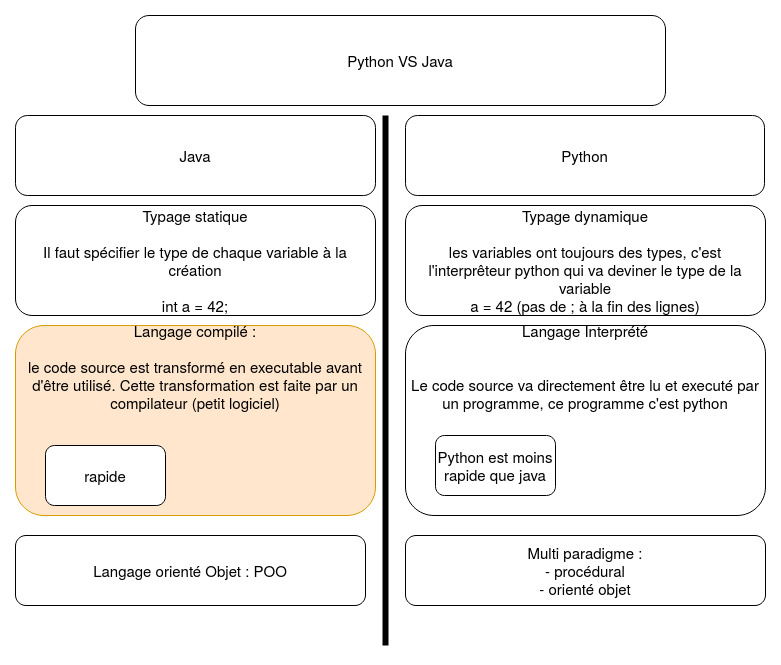 Python VS Java
Java
Python
Typage statique
Il faut spécifier le type de chaque variable à la
création
int a = 42;
Typage dynamique
les variables ont toujours des types, c'est
l'interprêteur python qui va deviner le type de la
variable
a = 42 (pas de ; à la fin des lignes)
Langage compilé :
le code source est transformé en executable avant
d'être utilisé. Cette transformation est faite par un
compilateur (petit logiciel)
rapide
Langage Interprété
Le code source va directement être lu et executé par
un programme, ce programme c'est python
Python est moins
rapide que java
Langage orienté Objet : POO
Multi paradigme :
- procédural
- orienté objet